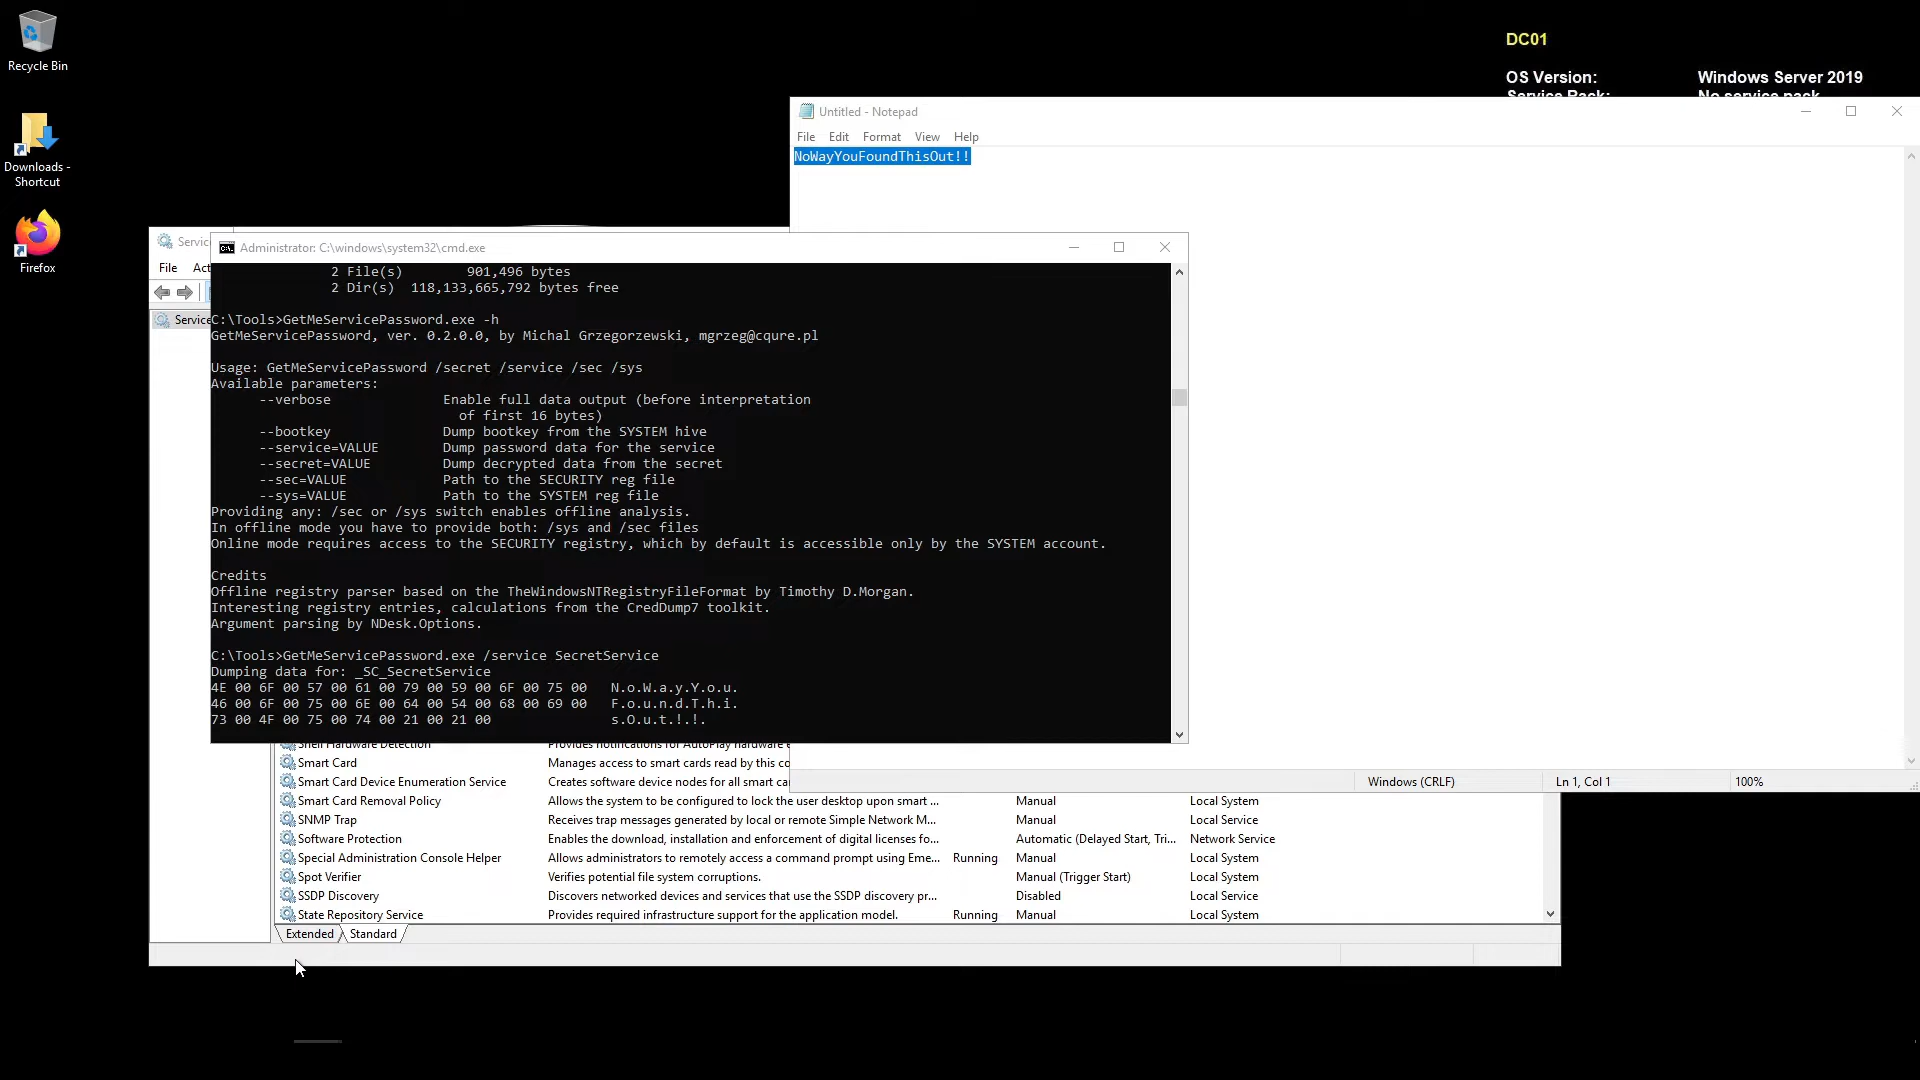 Recycle Bin
Downloads -
Shortcut
Firefox
DC01
OS Version: Windows Server 2019
Service Pack: No service pack
Untitled - Notepad
File Edit Format View Help
NoWayYouFoundThisOut!!
Windows (CRLF) Ln 1, Col 1 100%
Servic
File Act
Service
Administrator: C:\windows\system32\cmd.exe
2 File(s) 901,496 bytes
2 Dir(s) 118,133,665,792 bytes free
C:\Tools>GetMeServicePassword.exe -h
GetMeServicePassword, ver. 0.2.0.0, by Michal Grzegorzewski, mgrzeg@cqure.pl
Usage: GetMeServicePassword /secret /service /sec /sys
Available parameters:
--verbose Enable full data output (before interpretation
of first 16 bytes)
--bootkey Dump bootkey from the SYSTEM hive
--service=VALUE Dump password data for the service
--secret=VALUE Dump decrypted data from the secret
--sec=VALUE Path to the SECURITY reg file
--sys=VALUE Path to the SYSTEM reg file
Providing any: /sec or /sys switch enables offline analysis.
In offline mode you have to provide both: /sys and /sec files
Online mode requires access to the SECURITY registry, which by default is accessible only by the SYSTEM account.
Credits
Offline registry parser based on the TheWindowsNTRegistryFileFormat by Timothy D.Morgan.
Interesting registry entries, calculations from the CredDump7 toolkit.
Argument parsing by NDesk.Options.
C:\Tools>GetMeServicePassword.exe /service SecretService
Dumping data for: _SC_SecretService
4E 00 6F 00 57 00 61 00 79 00 59 00 6F 00 75 00 N.o.W.a.y.Y.o.u.
46 00 6F 00 75 00 6E 00 64 00 54 00 68 00 69 00 F.o.u.n.d.T.h.i.
73 00 4F 00 75 00 74 00 21 00 21 00 s.O.u.t.!.!.
Shell Hardware Detection Provides notifications for AutoPlay hardware e
Smart Card Manages access to smart cards read by this co
Smart Card Device Enumeration Service Creates software device nodes for all smart ca
Smart Card Removal Policy Allows the system to be configured to lock the user desktop upon smart ... Manual Local System
SNMP Trap Receives trap messages generated by local or remote Simple Network M... Manual Local Service
Software Protection Enables the download, installation and enforcement of digital licenses fo... Automatic (Delayed Start, Tri... Network Service
Special Administration Console Helper Allows administrators to remotely access a command prompt using Eme... Running Manual Local System
Spot Verifier Verifies potential file system corruptions. Manual (Trigger Start) Local System
SSDP Discovery Discovers networked devices and services that use the SSDP discovery pr... Disabled Local Service
State Repository Service Provides required infrastructure support for the application model. Running Manual Local System
Extended Standard